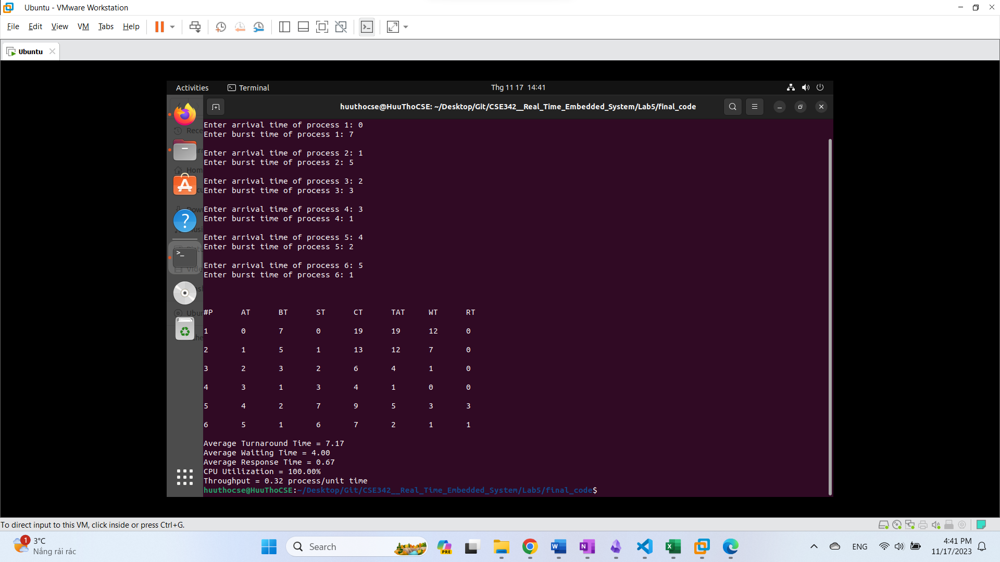 Ubuntu - VMware Workstation
File Edit View VM Tabs Help
Ubuntu
Activities Terminal Thg 11 17 14:41
huuthocse@HuuThoCSE: ~/Desktop/Git/CSE342__Real_Time_Embedded_System/Lab5/final_code
Enter arrival time of process 1: 0
Enter burst time of process 1: 7
Enter arrival time of process 2: 1
Enter burst time of process 2: 5
Enter arrival time of process 3: 2
Enter burst time of process 3: 3
Enter arrival time of process 4: 3
Enter burst time of process 4: 1
Enter arrival time of process 5: 4
Enter burst time of process 5: 2
Enter arrival time of process 6: 5
Enter burst time of process 6: 1
#P AT BT ST CT TAT WT RT
1 0 7 0 19 19 12 0
2 1 5 1 13 12 7 0
3 2 3 2 6 4 1 0
4 3 1 3 4 1 0 0
5 4 2 7 9 5 3 3
6 5 1 6 7 2 1 1
Average Turnaround Time = 7.17
Average Waiting Time = 4.00
Average Response Time = 0.67
CPU Utilization = 100.00%
Throughput = 0.32 process/unit time
huuthocse@HuuThoCSE:~/Desktop/Git/CSE342__Real_Time_Embedded_System/Lab5/final_code$
To direct input to this VM, click inside or press Ctrl+G.
1
3°C
Nắng rải rác
Search
PRE
ENG
4:41 PM
11/17/2023